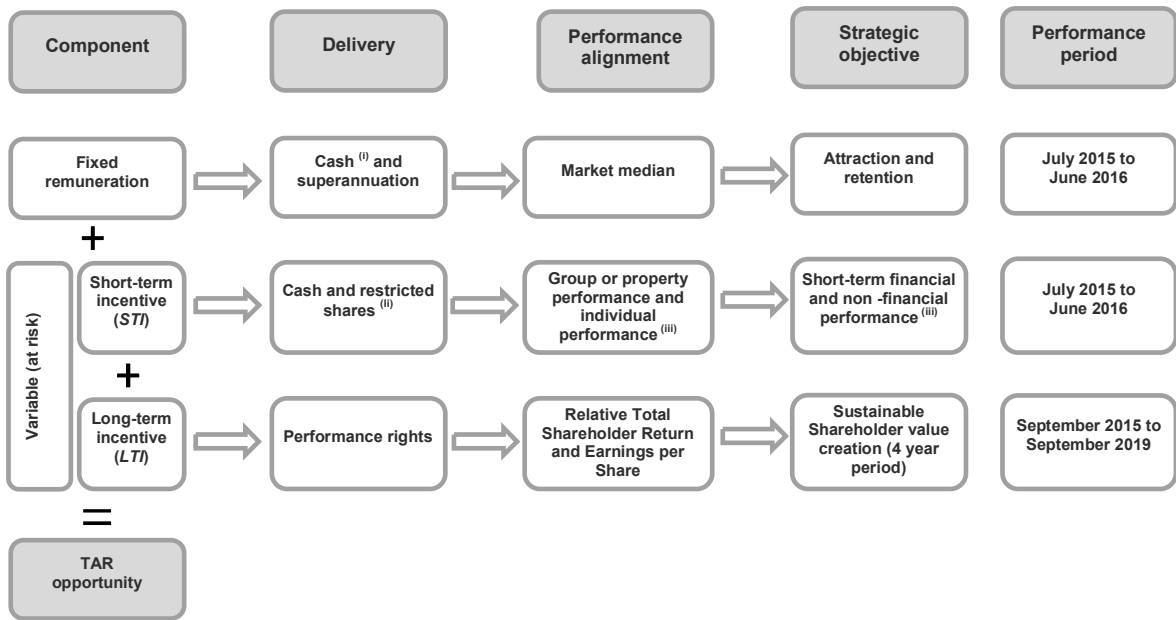 Component
Delivery
Performance
alignment
Strategic
objective
Performance
period
Fixed
remuneration
Cash (i) and
superannuation
Market median
Attraction and
retention
July 2015 to
June 2016
+
Variable (at risk)
Short-term
incentive
(STI)
Cash and restricted
shares (ii)
Group or property
performance and
individual
performance (iii)
Short-term financial
and non -financial
performance (iii)
July 2015 to
June 2016
+
Long-term
incentive
(LTI)
Performance rights
Relative Total
Shareholder Return
and Earnings per
Share
Sustainable
Shareholder value
creation (4 year
period)
September 2015 to
September 2019
=
TAR
opportunity